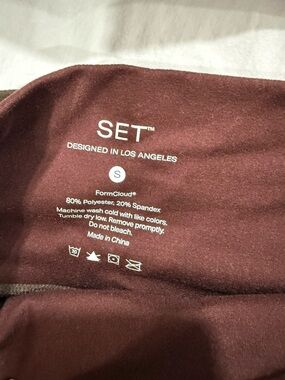 SET™
DESIGNED IN LOS ANGELES
S
FormCloud®
80% Polyester, 20% Spandex
Machine wash cold with like colors.
Tumble dry low. Remove promptly.
Do not bleach.
Made in China
30